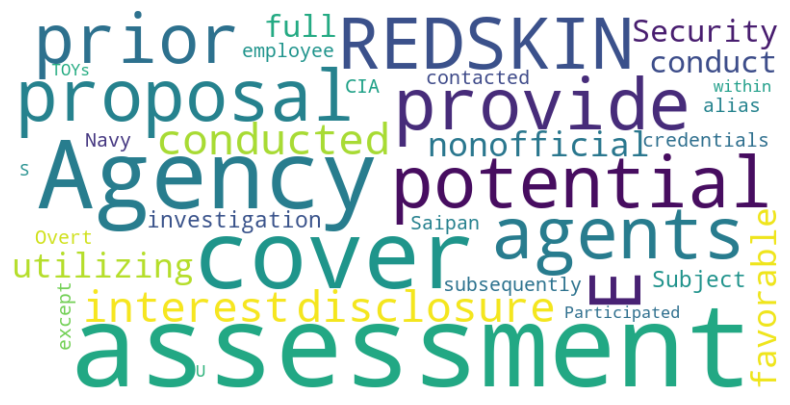 prior
full
REDSKIN
Security
employee
conduct
TOYs
proposal
CIA
contacted
provide
within
alias
Navy
conducted
nonofficial
credentials
S
Agency
potential
investigation
Saipan
agents
Overt
cover
utilizing
subsequently
E
Subject
favorable
except
interest
disclosure
Participated
assessment
U